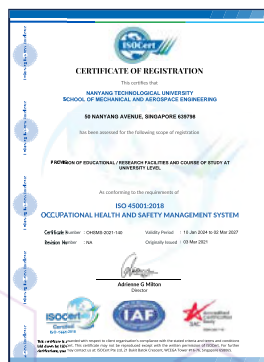 ISOCert
CERTIFICATE OF REGISTRATION
This certifies that
NANYANG TECHNOLOGICAL UNIVERSITY
SCHOOL OF MECHANICAL AND AEROSPACE ENGINEERING
50 NANYANG AVENUE, SINGAPORE 639798
has been assessed for the following scope of registration
PROVISION OF EDUCATIONAL / RESEARCH FACILITIES AND COURSE OF STUDY AT
UNIVERSITY LEVEL
As conforming to the requirements of
ISO 45001:2018
OCCUPATIONAL HEALTH AND SAFETY MANAGEMENT SYSTEM
Certificate Number : OHSMS-2021-140 Validity Period : 10 Jan 2024 to 02 Mar 2027
Revision Number : NA Originally Issued : 03 Mar 2021
Adrienne G Milton
Director
ISOCert
Certified
IAF
SAC